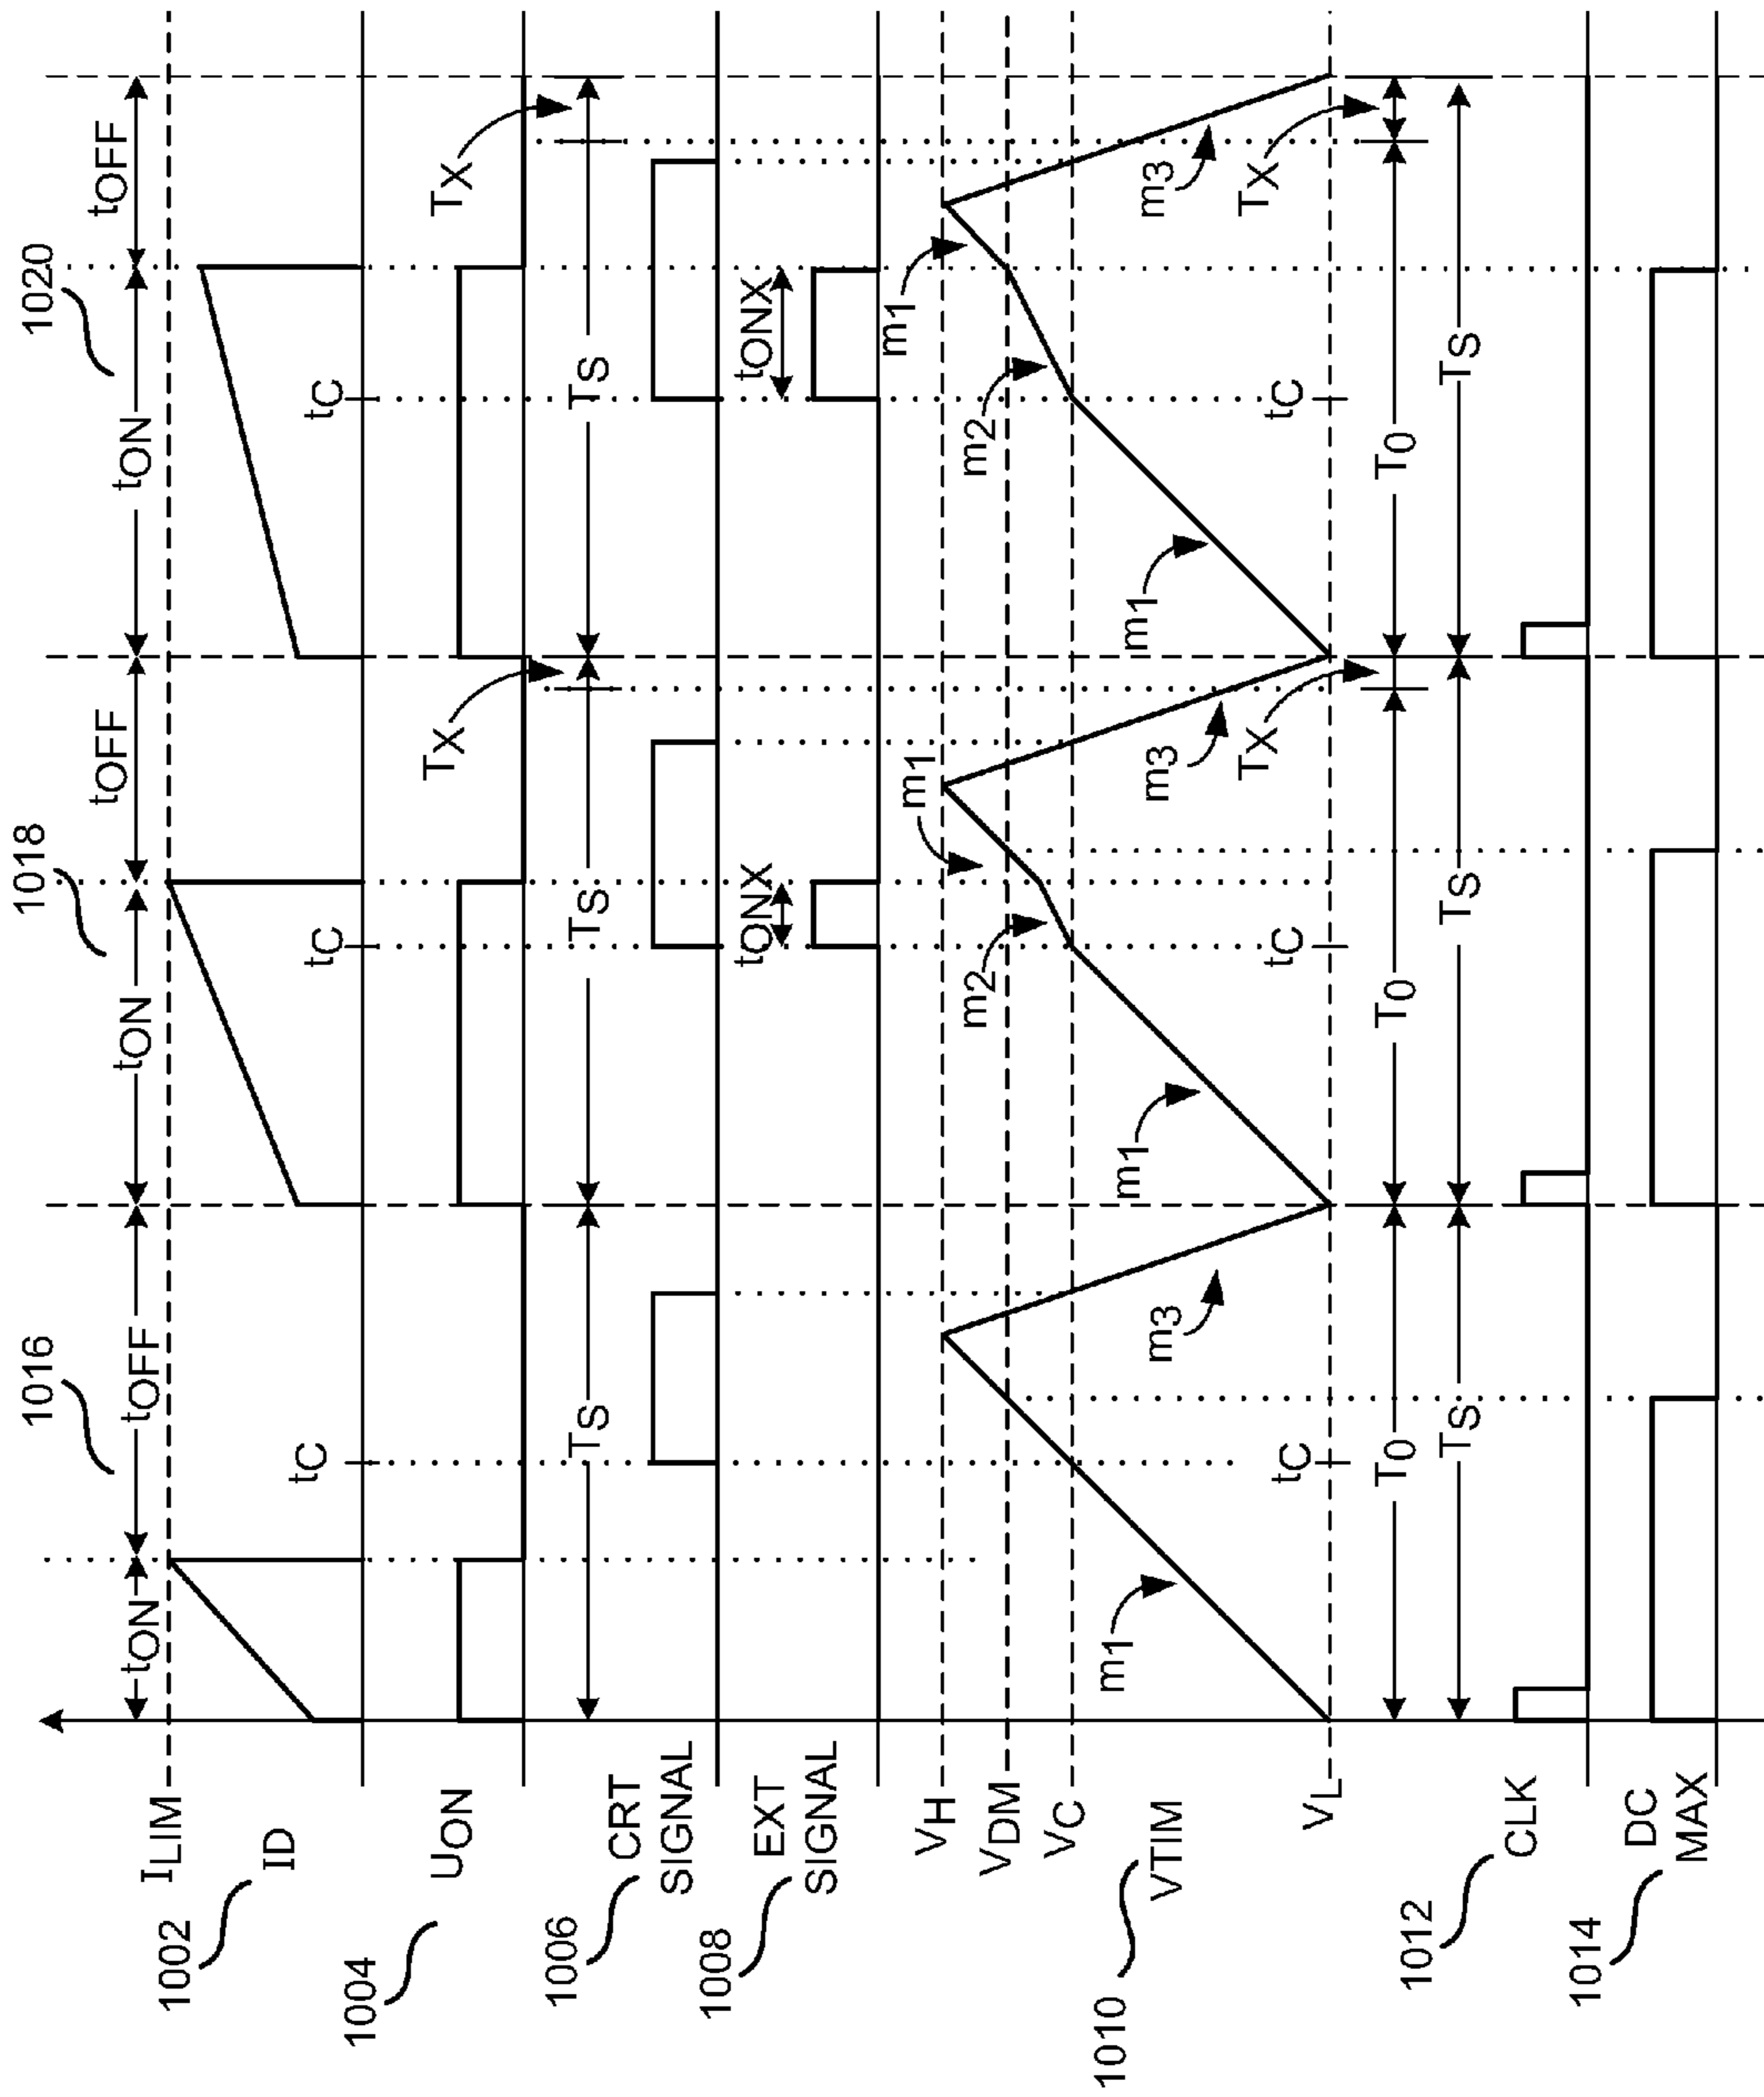 1016
1018
1020
tON
tOFF
tON
tOFF
tON
tOFF
ILIM
1002
ID
tC
tC
tC
1004
UON
TX
TX
TS
TS
TS
1006
CRT
SIGNAL
1008
EXT
SIGNAL
tONX
tONX
VH
VDM
VC
1010
VTIM
VL
m1
m3
m1
m2
m1
m3
m1
m2
m1
m3
tC
tC
tC
TX
TX
T0
T0
T0
TS
TS
TS
1012
CLK
1014
DC
MAX